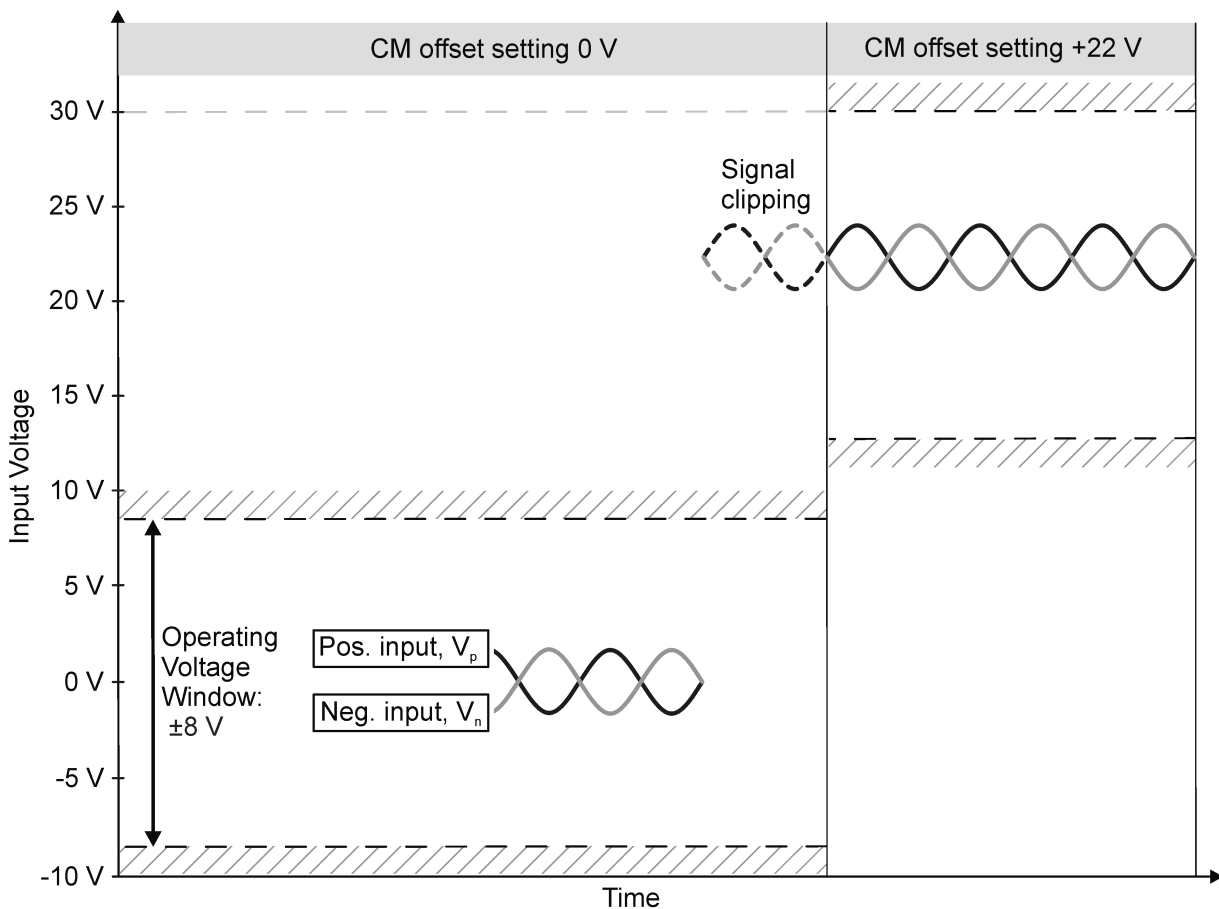 CM offset setting 0 V
CM offset setting +22 V
30 V
25 V
20 V
15 V
10 V
5 V
0 V
-5 V
-10 V
Input Voltage
Signal
clipping
Operating
Voltage
Window:
±8 V
Pos. input, Vp
Neg. input, Vn
Time